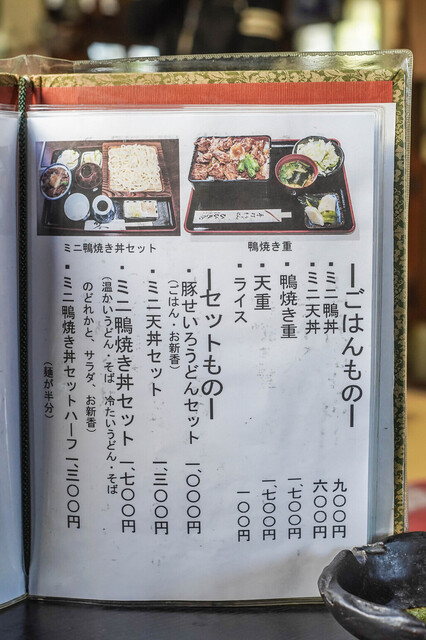 ミニ鴨焼き丼セット
鴨焼き重
ーごはんものー
・ミニ鴨丼 九〇〇円
・ミニ天丼 六〇〇円
・鴨焼き重 一、七〇〇円
・天重 一、七〇〇円
・ライス 一〇〇円
ーセットものー
・豚せいろうどんセット 一、〇〇〇円
（ごはん・お新香）
・ミニ天丼セット 一、三〇〇円
・ミニ鴨焼き丼セット 一、七〇〇円
（温かいうどん・そば 冷たいうどん・そば
のどれかと、サラダ、お新香）
・ミニ鴨焼き丼セットハーフ 一、三〇〇円
（麺が半分）